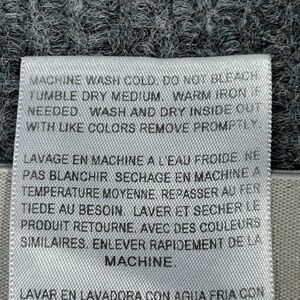 MACHINE WASH COLD. DO NOT BLEACH
TUMBLE DRY MEDIUM. WARM IRON IF
NEEDED. WASH AND DRY INSIDE OUT
WITH LIKE COLORS REMOVE PROMPTLY.
LAVAGE EN MACHINE A L'EAU FROIDE. NE
PAS BLANCHIR. SECHAGE EN MACHINE A
TEMPERATURE MOYENNE. REPASSER AU FER
TIEDE AU BESOIN. LAVER ET SECHER LE
PRODUIT RETOURNE, AVEC DES COULEURS
SIMILAIRES. ENLEVER RAPIDEMENT DE LA
MACHINE.
LAVAR EN LAVADORA CON AGUA FRIA CON